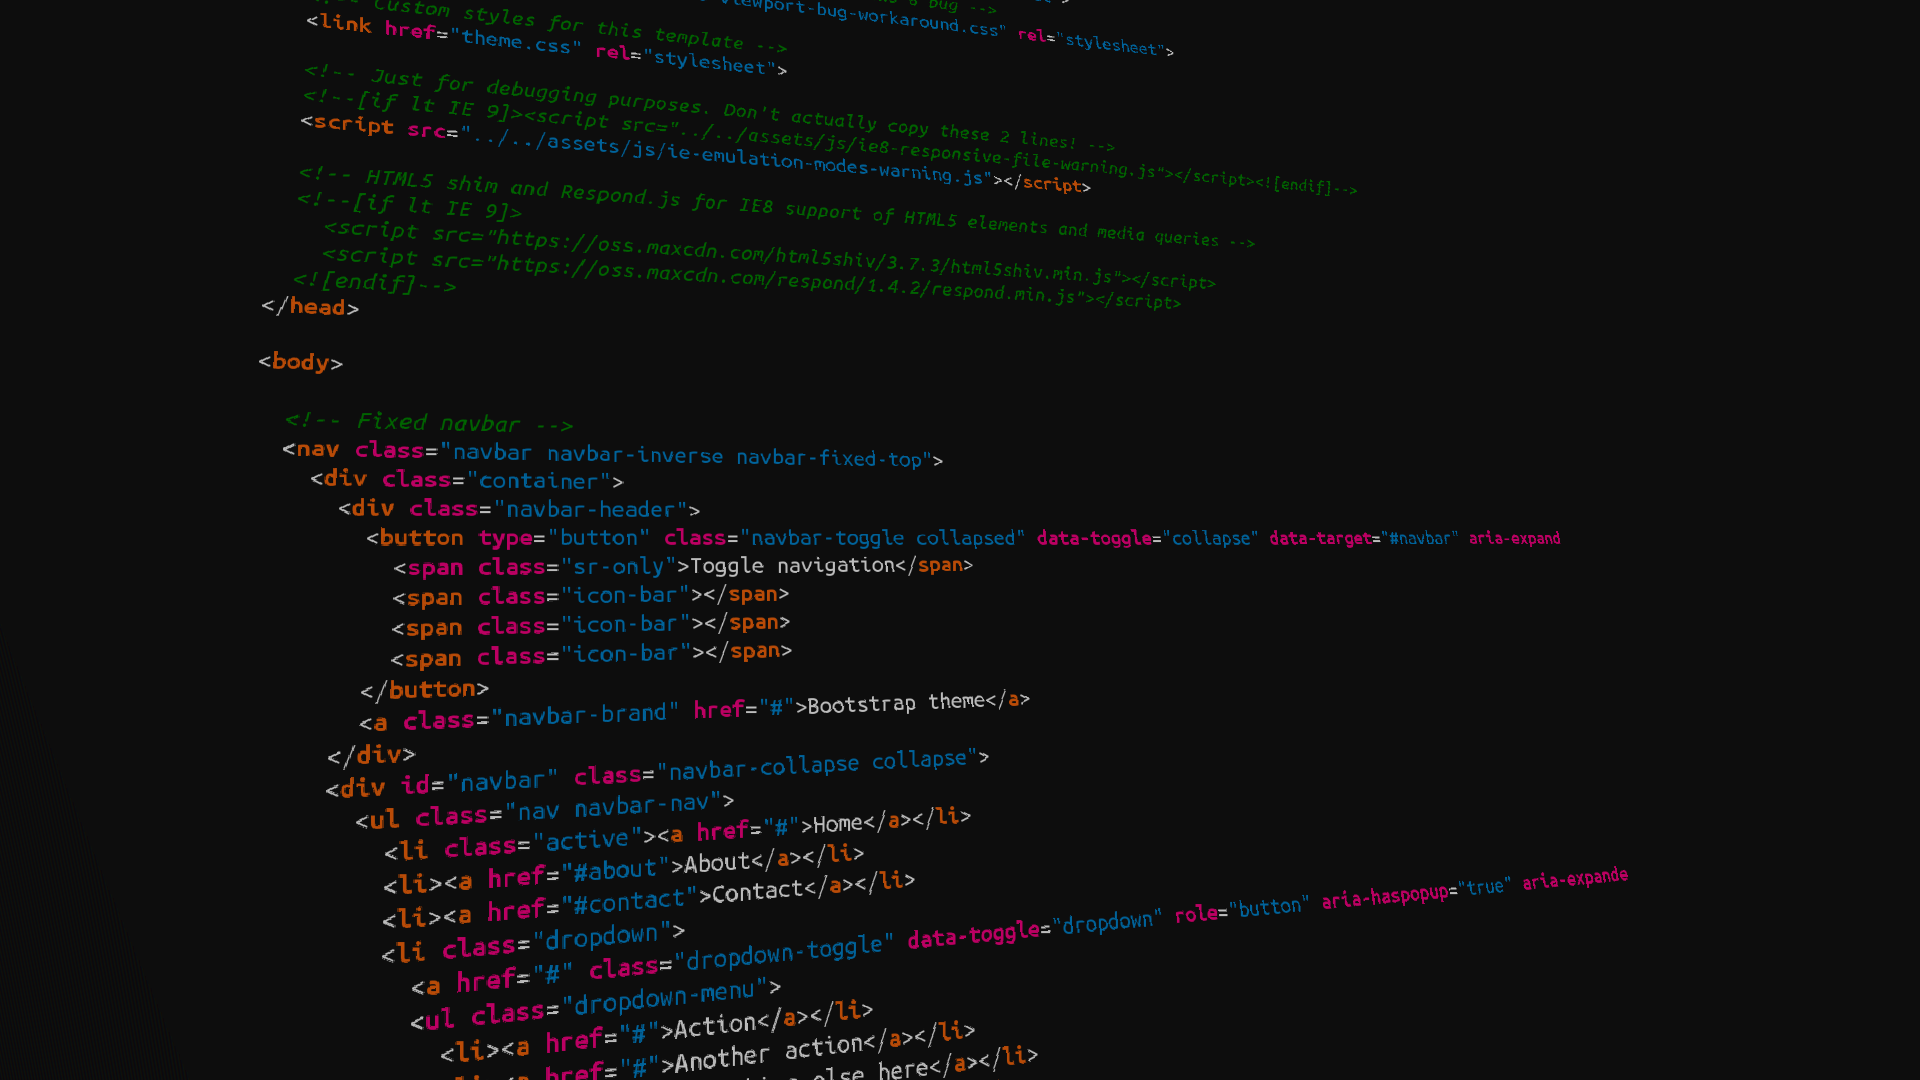 Custom styles for this template -->
viewport-bug-workaround.css" rel="stylesheet">
<link href="theme.css" rel="stylesheet">
<!-- Just for debugging purposes. Don't actually copy these 2 lines! -->
<!--[if lt IE 9]><script src="../../assets/js/ie8-responsive-file-warning.js"></script><![endif]-->
<script src="../../assets/js/ie-emulation-modes-warning.js"></script>
<!-- HTML5 shim and Respond.js for IE8 support of HTML5 elements and media queries -->
<!--[if lt IE 9]>
<script src="https://oss.maxcdn.com/html5shiv/3.7.3/html5shiv.min.js"></script>
<script src="https://oss.maxcdn.com/respond/1.4.2/respond.min.js"></script>
<![endif]-->
</head>
<body>
<!-- Fixed navbar -->
<nav class="navbar navbar-inverse navbar-fixed-top">
<div class="container">
<div class="navbar-header">
<button type="button" class="navbar-toggle collapsed" data-toggle="collapse" data-target="#navbar" aria-expand
<span class="sr-only">Toggle navigation</span>
<span class="icon-bar"></span>
<span class="icon-bar"></span>
<span class="icon-bar"></span>
</button>
<a class="navbar-brand" href="#">Bootstrap theme</a>
</div>
<div id="navbar" class="navbar-collapse collapse">
<ul class="nav navbar-nav">
<li class="active"><a href="#">Home</a></li>
<li><a href="#about">About</a></li>
<li><a href="#contact">Contact</a></li>
<li class="dropdown">
<a href="#" class="dropdown-toggle" data-toggle="dropdown" role="button" aria-haspopup="true" aria-expande
<ul class="dropdown-menu">
<li><a href="#">Action</a></li>
<li><a href="#">Another action</a></li>
else here</a></li>